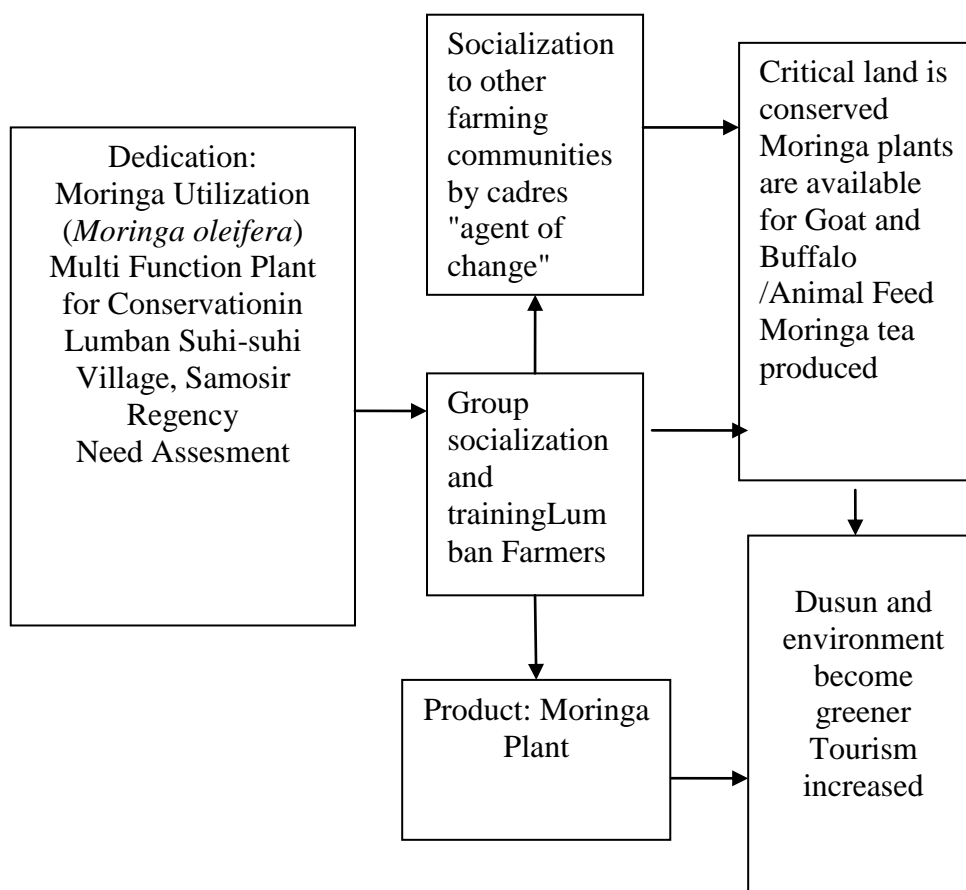 Dedication:
Moringa Utilization
(Moringa oleifera)
Multi Function Plant
for Conservationin
Lumban Suhi-suhi
Village, Samosir
Regency
Need Assesment
Socialization
to other
farming
communities
by cadres
"agent of
change"
Group
socialization
and
trainingLum
ban Farmers
Product: Moringa
Plant
Critical land is
conserved
Moringa plants
are available
for Goat and
Buffalo
/Animal Feed
Moringa tea
produced
Dusun and
environment
become
greener
Tourism
increased